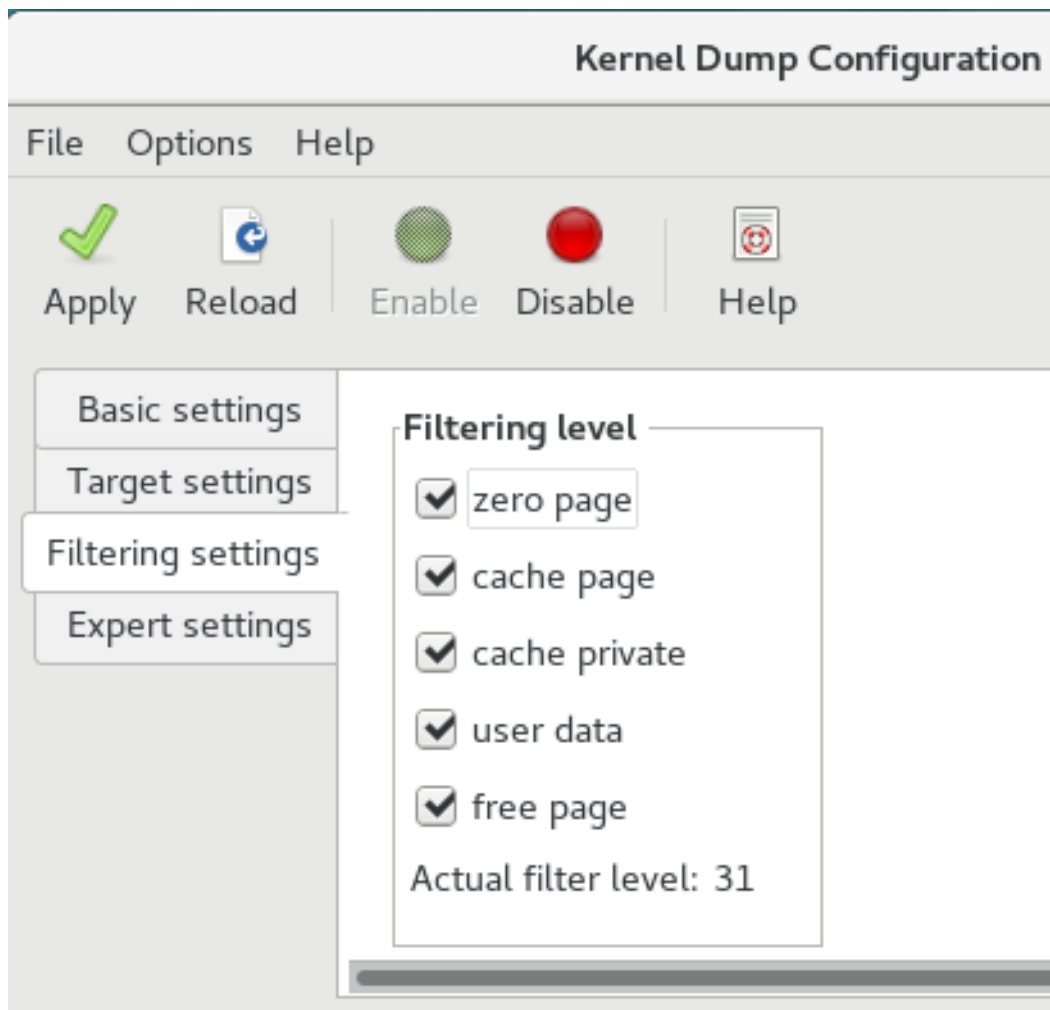 Kernel Dump Configuration
File Options Help
Apply Reload Enable Disable Help
Basic settings
Target settings
Filtering settings
Expert settings
Filtering level
zero page
cache page
cache private
user data
free page
Actual filter level: 31